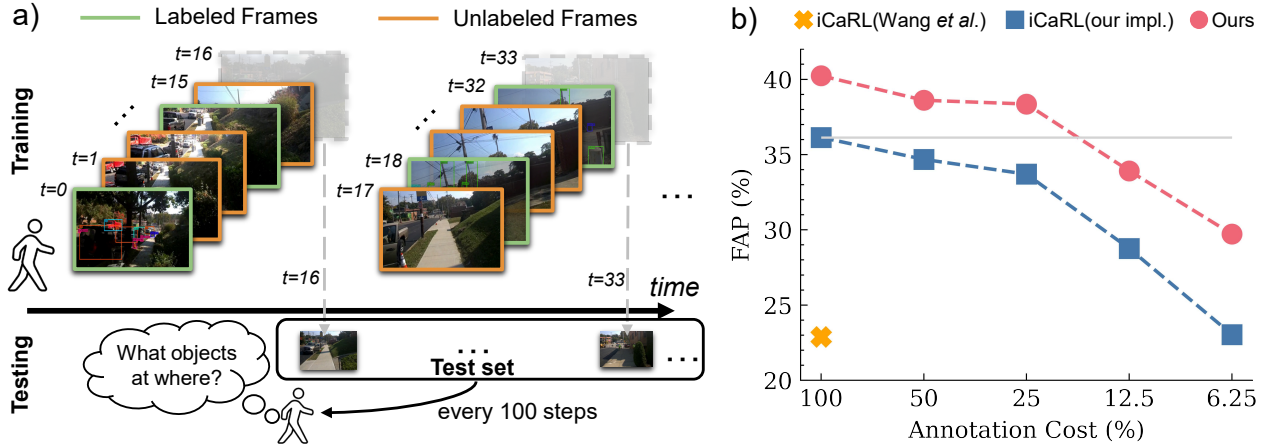 a)
Labeled Frames
Unlabeled Frames
Training
t=16
t=15
t=1
t=0
t=33
t=32
t=18
t=17
...
t=16
t=33
time
Testing
What objects
at where?
...
...
Test set
every 100 steps
b)
iCaRL(Wang et al.)
iCaRL(our impl.)
Ours
FAP (%)
40
35
30
25
20
100
50
25
12.5
6.25
Annotation Cost (%)